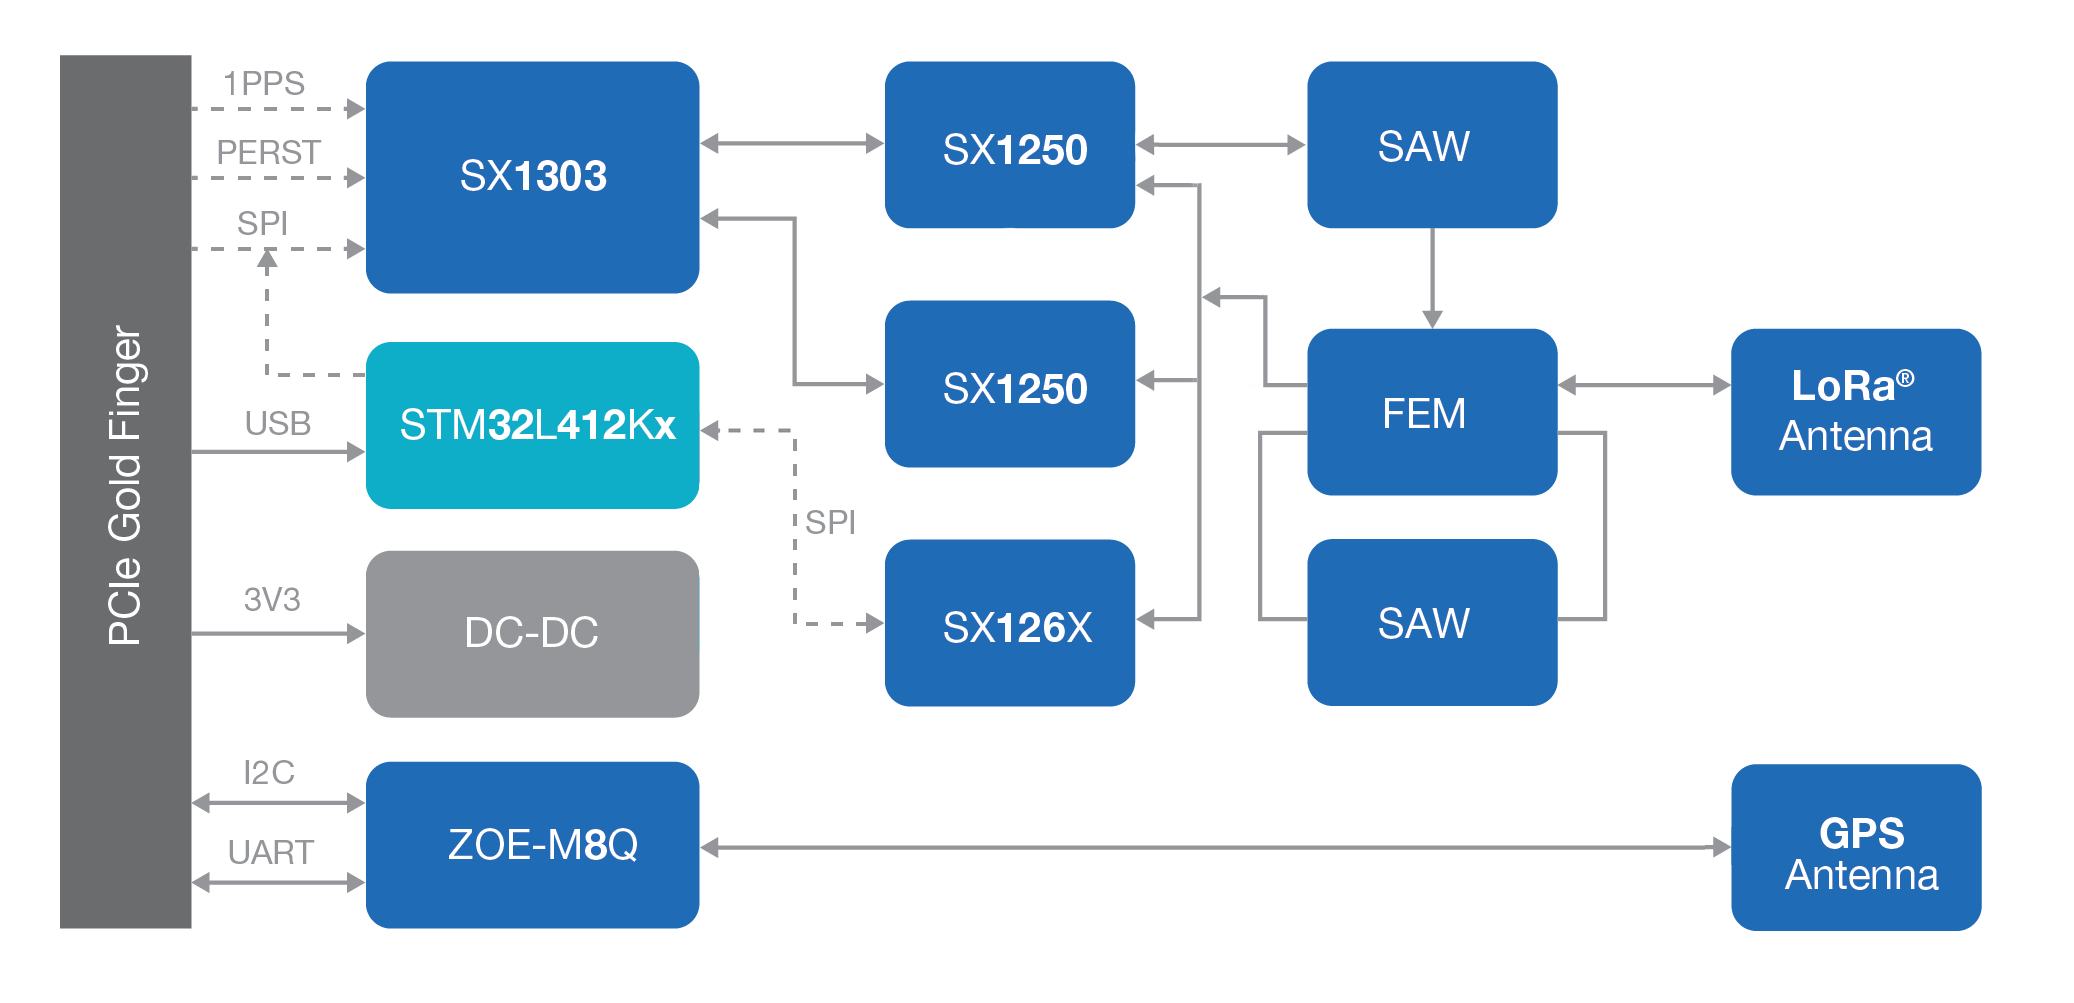 PCIe Gold Finger
1PPS
PERST
SPI
USB
3V3
I2C
UART
SX1303
STM32L412Kx
DC-DC
ZOE-M8Q
SPI
SX1250
SX1250
SX126X
SAW
FEM
SAW
LoRa®
Antenna
GPS
Antenna